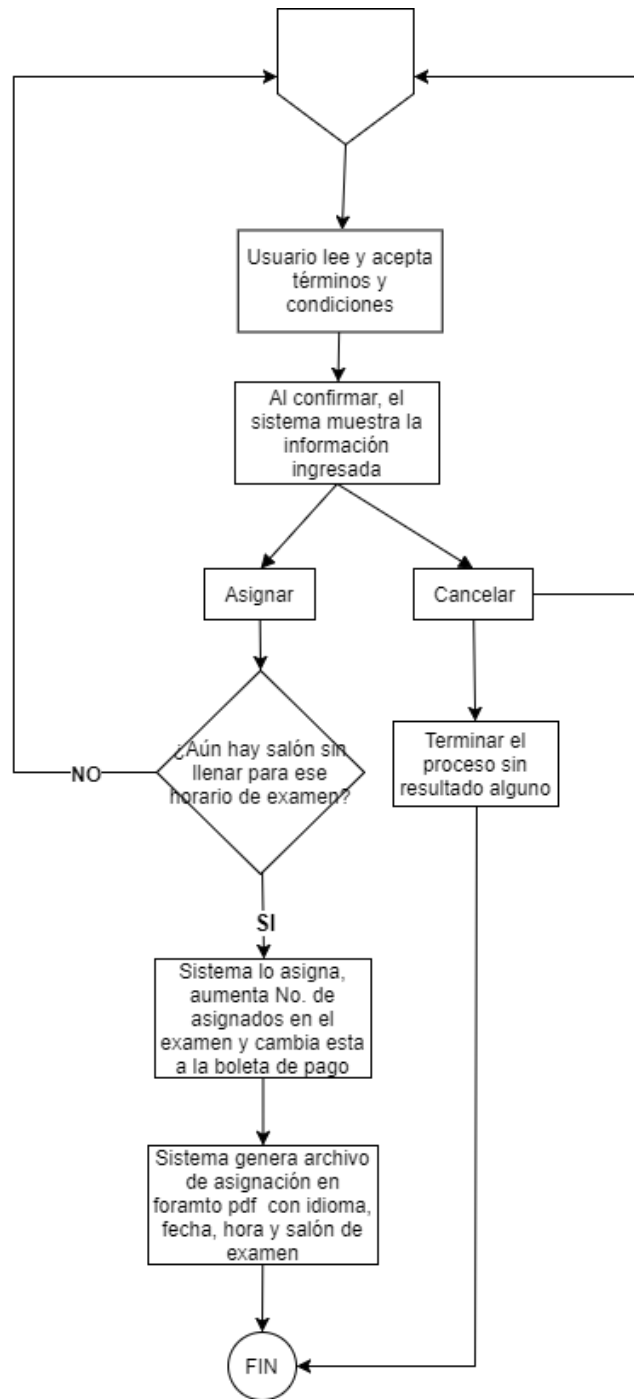 Usuario lee y acepta
términos y
condiciones
Al confirmar, el
sistema muestra la
información
ingresada
Asignar
Cancelar
¿Aún hay salón sin
llenar para ese
horario de examen?
NO
Terminar el
proceso sin
resultado alguno
SI
Sistema lo asigna,
aumenta No. de
asignados en el
examen y cambia esta
a la boleta de pago
Sistema genera archivo
de asignación en
foramto pdf con idioma,
fecha, hora y salón de
examen
FIN